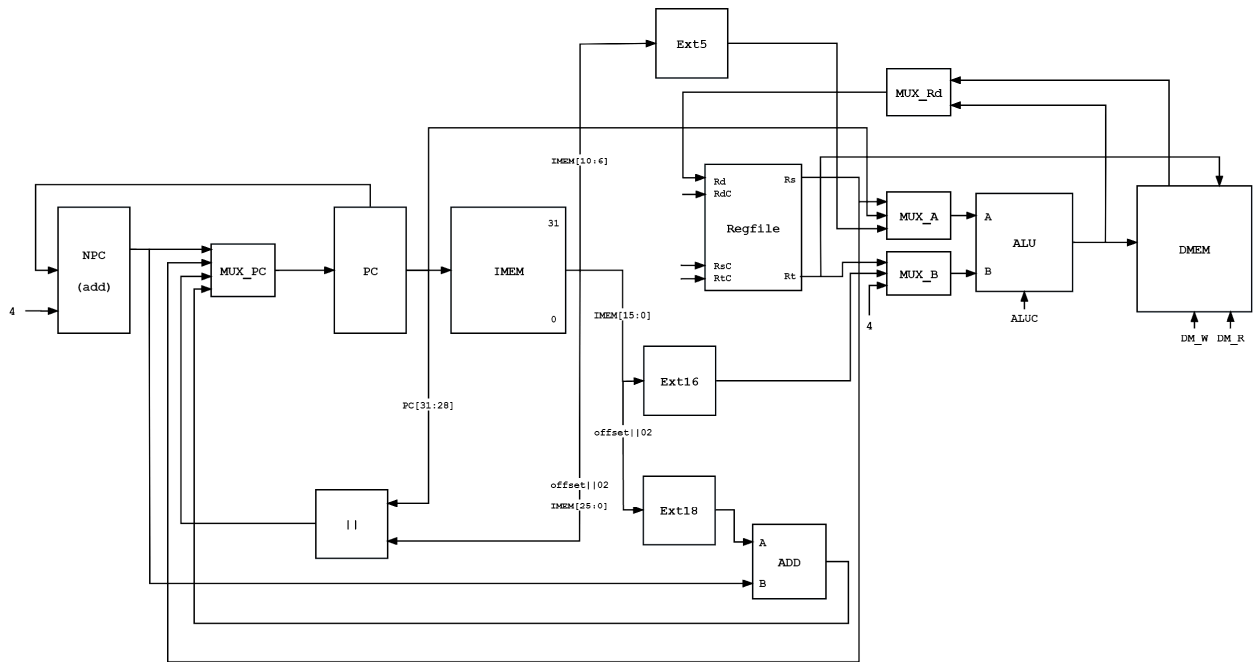 Ext5
MUX_Rd
IMEM[10:6]
Rd
Rs
RdC
Regfile
RsC
Rt
RtC
MUX_A
MUX_B
4
A
ALU
B
ALUC
DMEM
DM_W
DM_R
NPC
(add)
4
MUX_PC
PC
31
IMEM
0
IMEM[15:0]
Ext16
PC[31:28]
offset||02
offset||02
IMEM[25:0]
||
Ext18
A
ADD
B